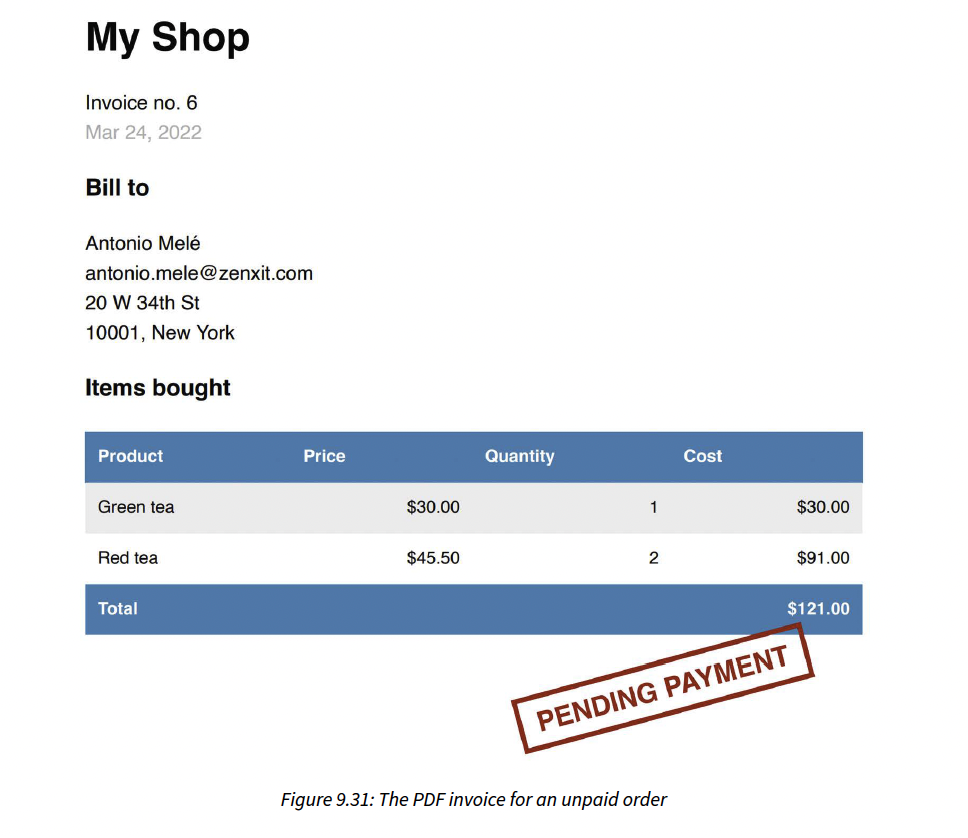 My Shop
Invoice no. 6
Mar 24, 2022
Bill to
Antonio Melé
antonio.mele@zenxit.com
20 W 34th St
10001, New York
Items bought
Product Price Quantity Cost
Green tea $30.00 1 $30.00
Red tea $45.50 2 $91.00
Total $121.00
PENDING PAYMENT
Figure 9.31: The PDF invoice for an unpaid order